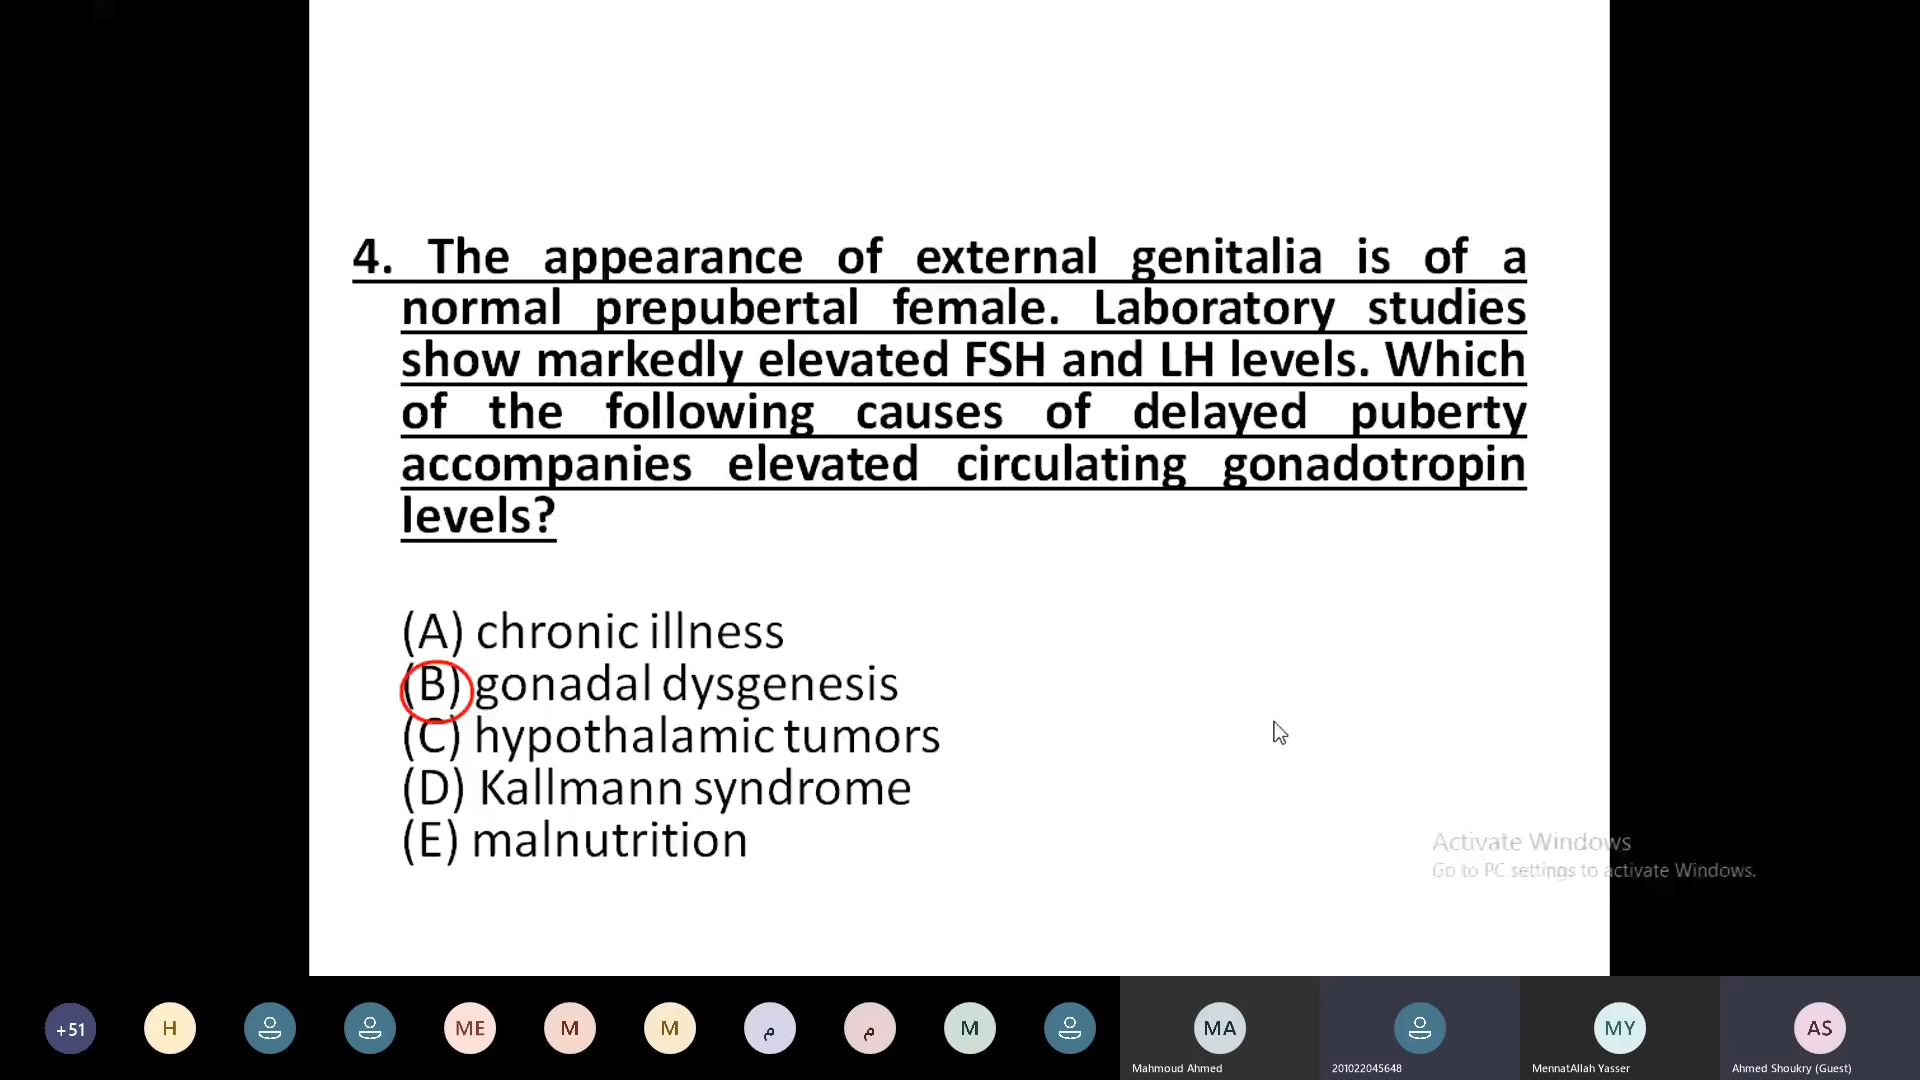 4. The appearance of external genitalia is of a
normal prepubertal female. Laboratory studies
show markedly elevated FSH and LH levels. Which
of the following causes of delayed puberty
accompanies elevated circulating gonadotropin
levels?
(A) chronic illness
(B) gonadal dysgenesis
(C) hypothalamic tumors
(D) Kallmann syndrome
(E) malnutrition
Activate Windows
Go to PC settings to activate Windows.
+51 H ME M M م م M MA MY AS
Mahmoud Ahmed 201022045648 MennatAllah Yasser Ahmed Shoukry (Guest)